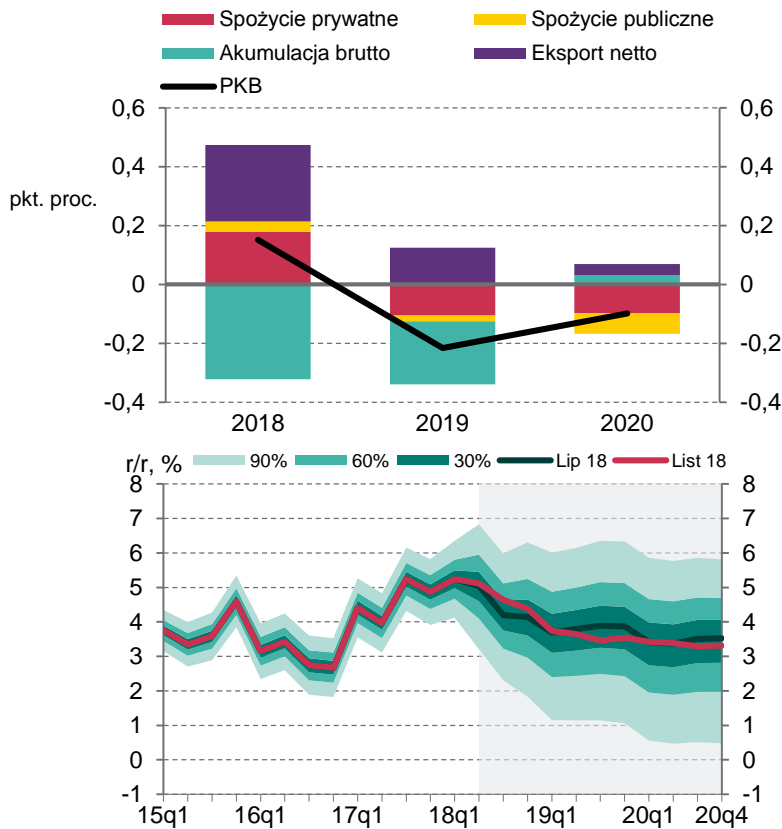 Spożycie prywatne Spożycie publiczne
Akumulacja brutto Eksport netto
PKB
0,6 0,6
0,4 0,4
pkt. proc.
0,2 0,2
0 0
-0,2 -0,2
-0,4 -0,4
2018 2019 2020
r/r, % 90% 60% 30% Lip 18 List 18
8 8
7 7
6 6
5 5
4 4
3 3
2 2
1 1
0 0
-1 -1
15q1 16q1 17q1 18q1 19q1 20q1 20q4